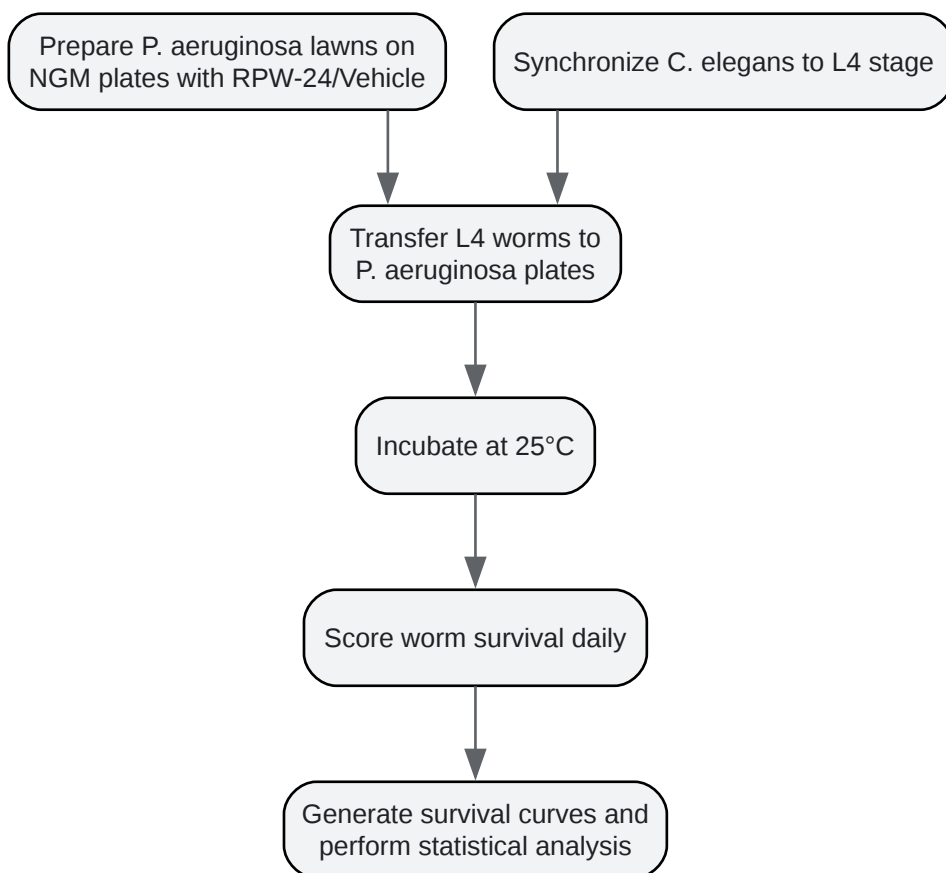 Prepare P. aeruginosa lawns on
NGM plates with RPW-24/Vehicle
Synchronize C. elegans to L4 stage
Transfer L4 worms to
P. aeruginosa plates
Incubate at 25°C
Score worm survival daily
Generate survival curves and
perform statistical analysis